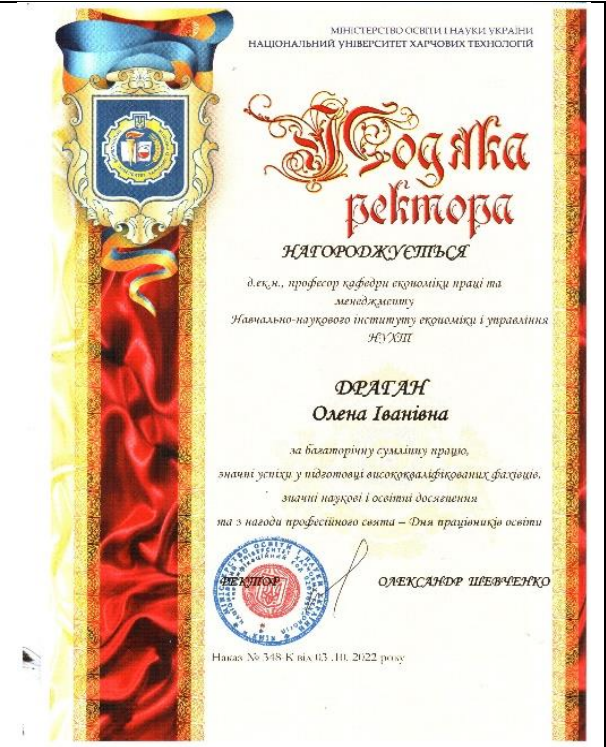 МІНІСТЕРСТВО ОСВІТИ І НАУКИ УКРАЇНИ
НАЦІОНАЛЬНИЙ УНІВЕРСИТЕТ ХАРЧОВИХ ТЕХНОЛОГІЙ
Подяка
ректора
НАГОРОДЖУЄТЬСЯ
д.ек.н., професор кафедри економіки праці та
менеджменту
Навчально-наукового інституту економіки і управління
НУХТ
ДРАГАН
Олена Іванівна
за багаторічну сумлінну працю,
значні успіхи у підготовці висококваліфікованих фахівців,
значні наукові і освітні досягнення
та з нагоди професійного свята – Дня працівників освіти
РЕКТОР ОЛЕКСАНДР ШЕВЧЕНКО
Наказ № 348-К від 03 .10. 2022 року